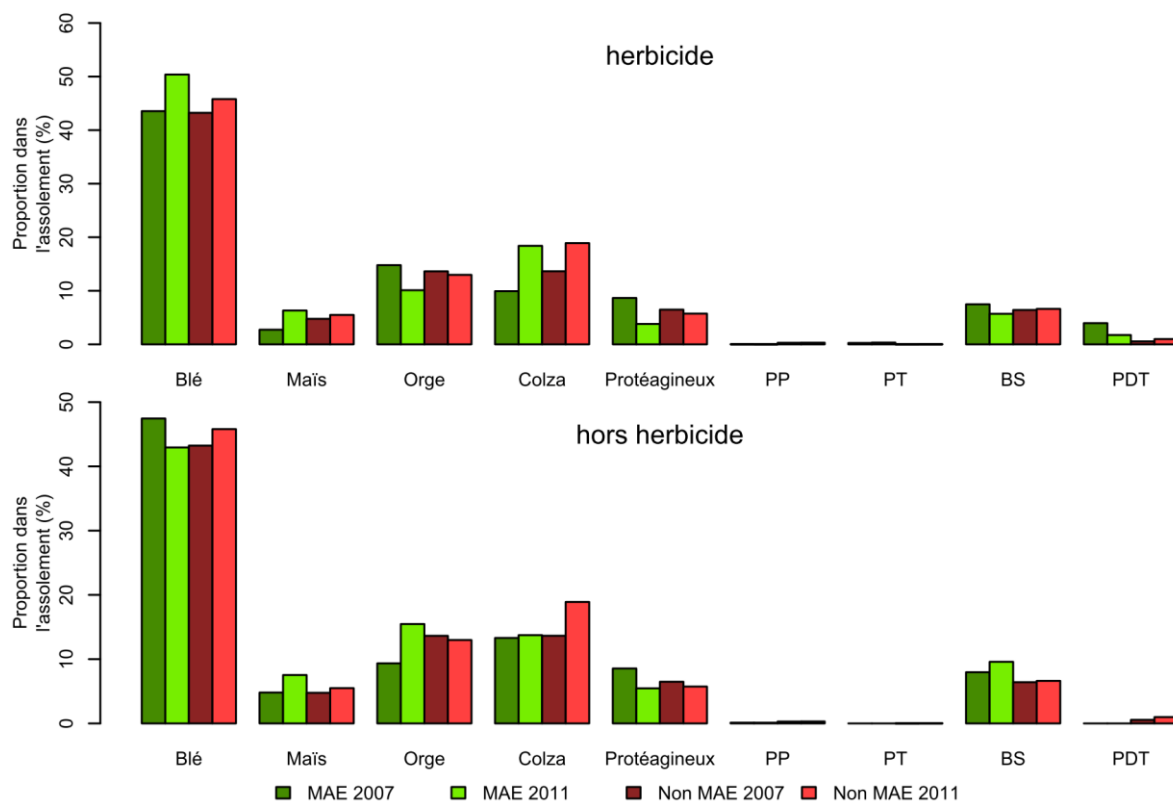 herbicide
Proportion dans
l'assolement (%)
60
50
40
30
20
10
0
Blé Maïs Orge Colza Protéagineux PP PT BS PDT
hors herbicide
Proportion dans
l'assolement (%)
50
40
30
20
10
0
Blé Maïs Orge Colza Protéagineux PP PT BS PDT
MAE 2007 MAE 2011 Non MAE 2007 Non MAE 2011